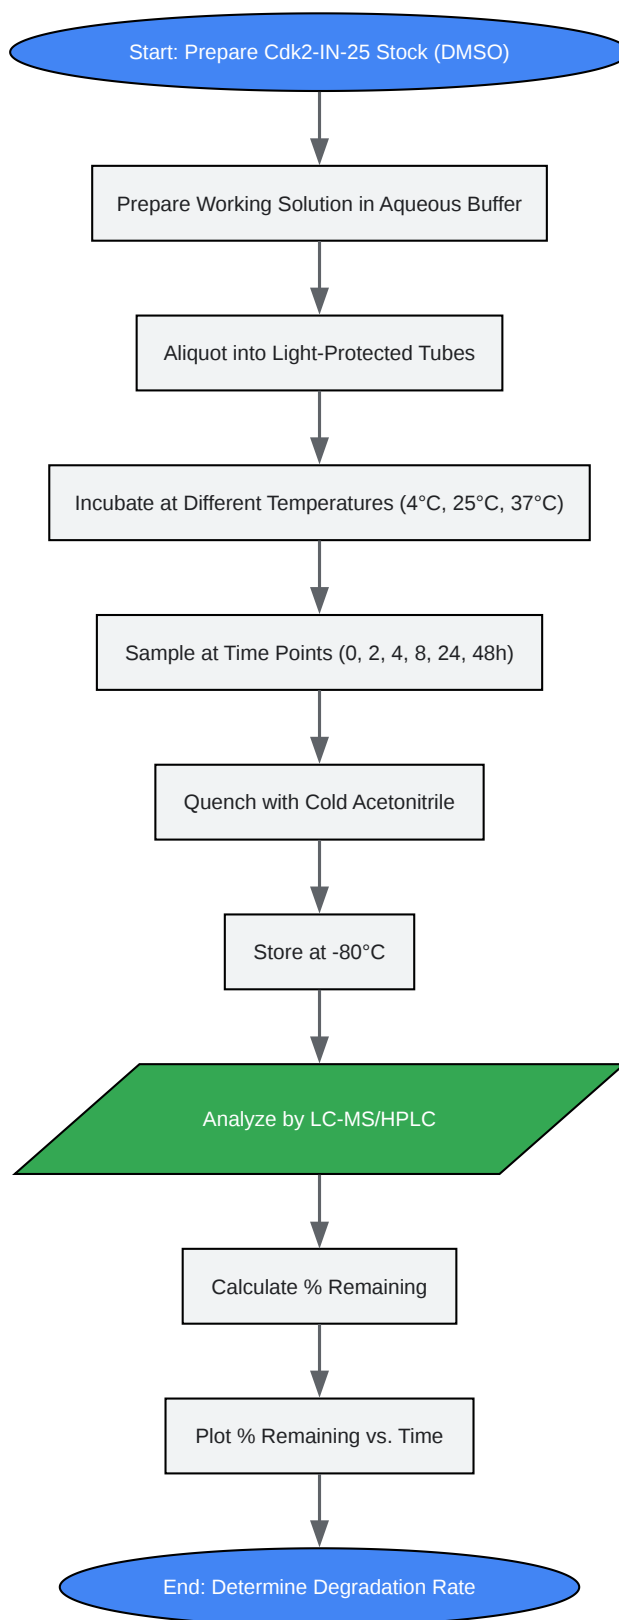 Start: Prepare Cdk2-IN-25 Stock (DMSO)
Prepare Working Solution in Aqueous Buffer
Aliquot into Light-Protected Tubes
Incubate at Different Temperatures (4°C, 25°C, 37°C)
Sample at Time Points (0, 2, 4, 8, 24, 48h)
Quench with Cold Acetonitrile
Store at -80°C
Analyze by LC-MS/HPLC
Calculate % Remaining
Plot % Remaining vs. Time
End: Determine Degradation Rate